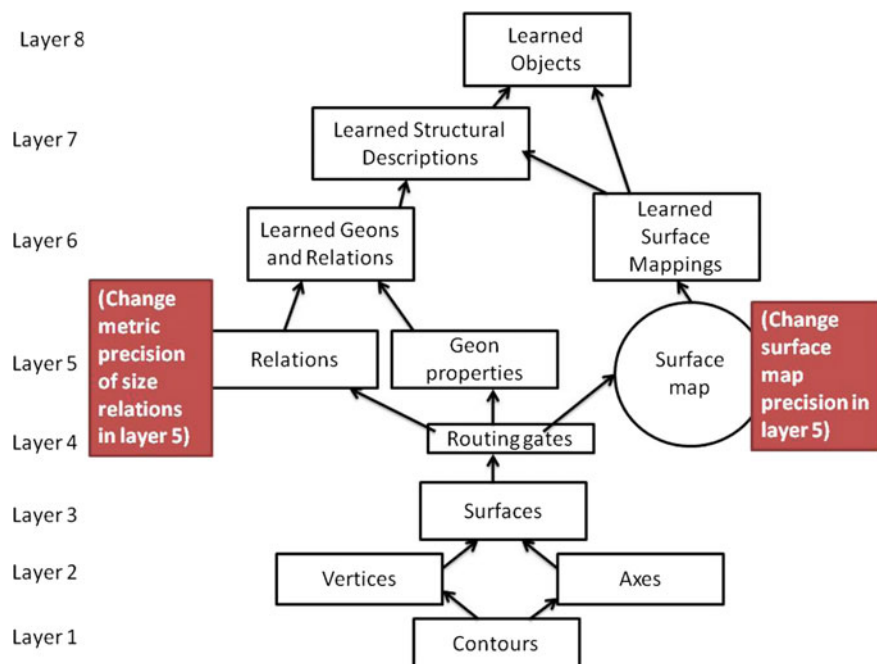 Layer 8
Learned
Objects
Layer 7
Learned Structural
Descriptions
Layer 6
Learned Geons
and Relations
Learned
Surface
Mappings
(Change
metric
precision
of size
relations
in layer 5)
Layer 5
Relations
Geon
properties
Surface
map
(Change
surface
map
precision in
layer 5)
Layer 4
Routing gates
Layer 3
Surfaces
Layer 2
Vertices
Axes
Layer 1
Contours